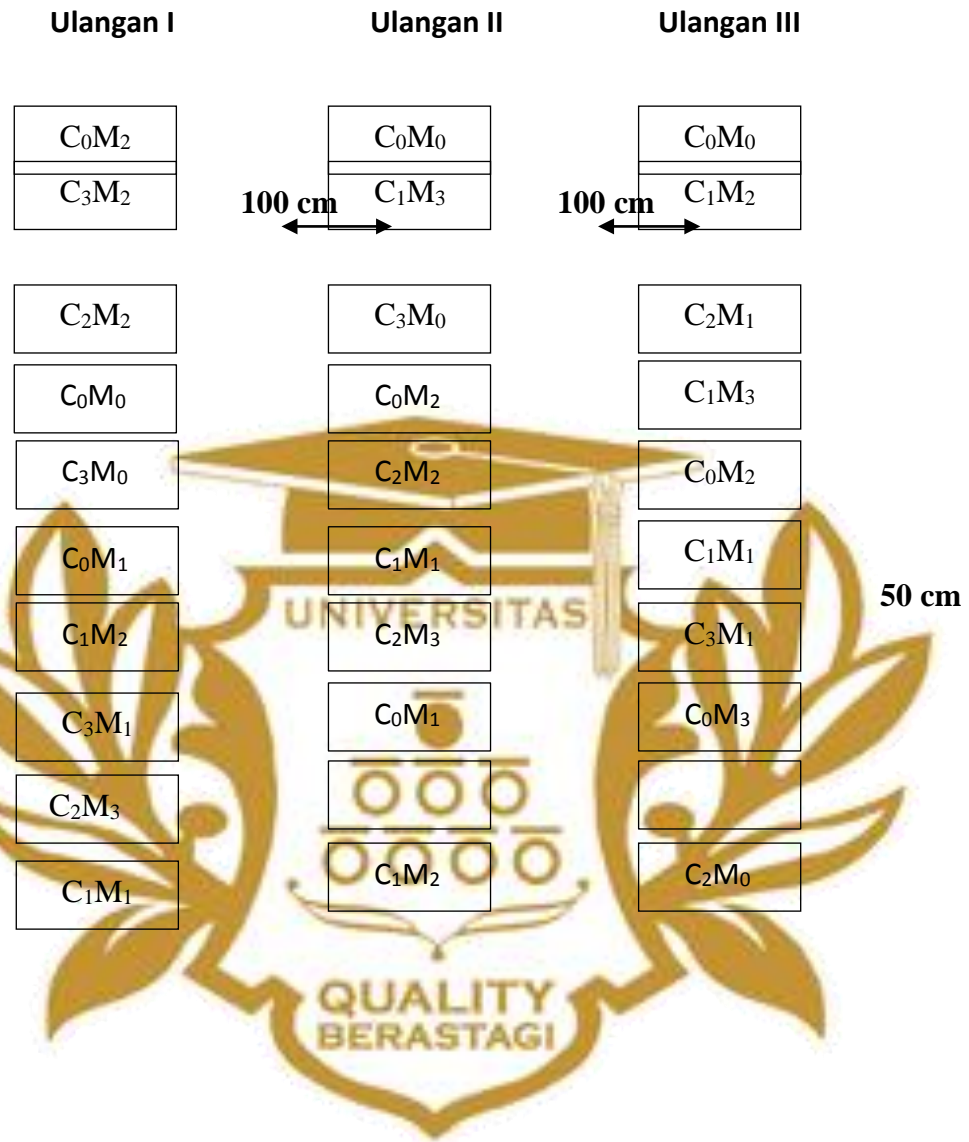 Ulangan I Ulangan II Ulangan III
C₀M₂ C₀M₀ C₀M₀
C₃M₂ 100 cm C₁M₃ 100 cm C₁M₂
C₂M₂ C₃M₀ C₂M₁
C₀M₀ C₀M₂ C₁M₃
C₃M₀ C₂M₂ C₀M₂
C₀M₁ C₁M₁ C₁M₁
UNIVERSITAS 50 cm
C₁M₂ C₂M₃ C₃M₁
C₃M₁ C₀M₁ C₀M₃
C₂M₃
C₁M₁ C₁M₂ C₂M₀
QUALITY
BERASTAGI